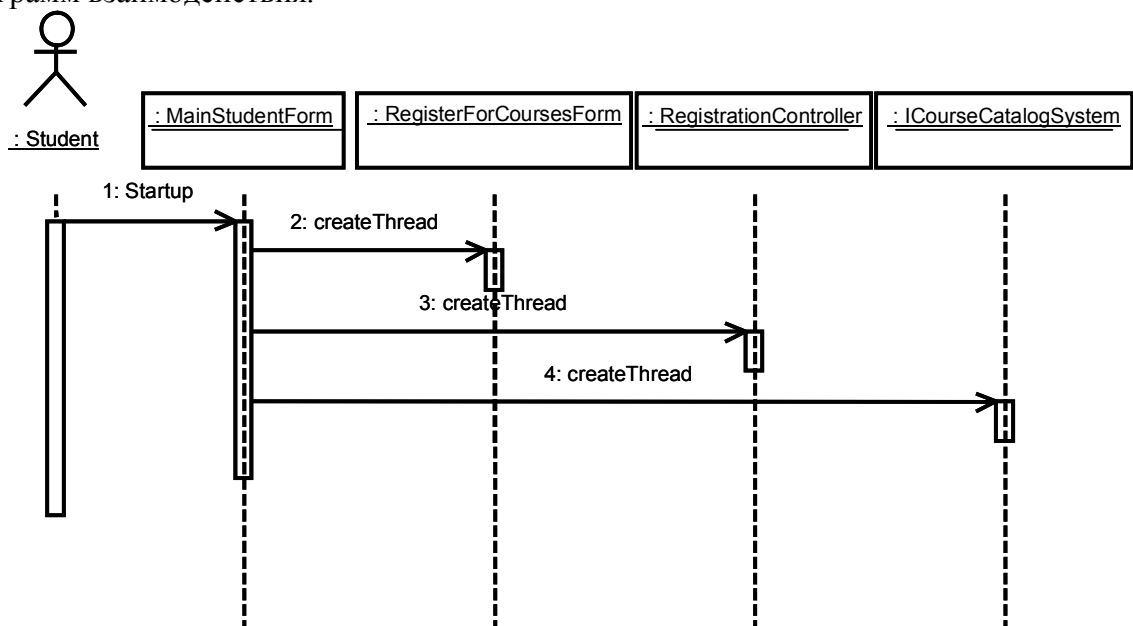 : Student
: MainStudentForm
: RegisterForCoursesForm
: RegistrationController
: ICourseCatalogSystem
1: Startup
2: createThread
3: createThread
4: createThread